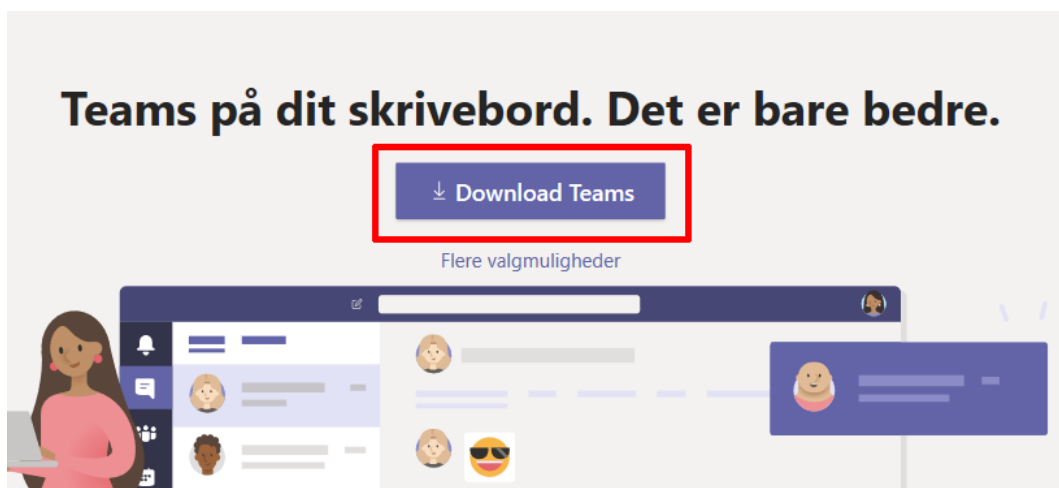 Teams på dit skrivebord. Det er bare bedre.
Download Teams
Flere valgmuligheder